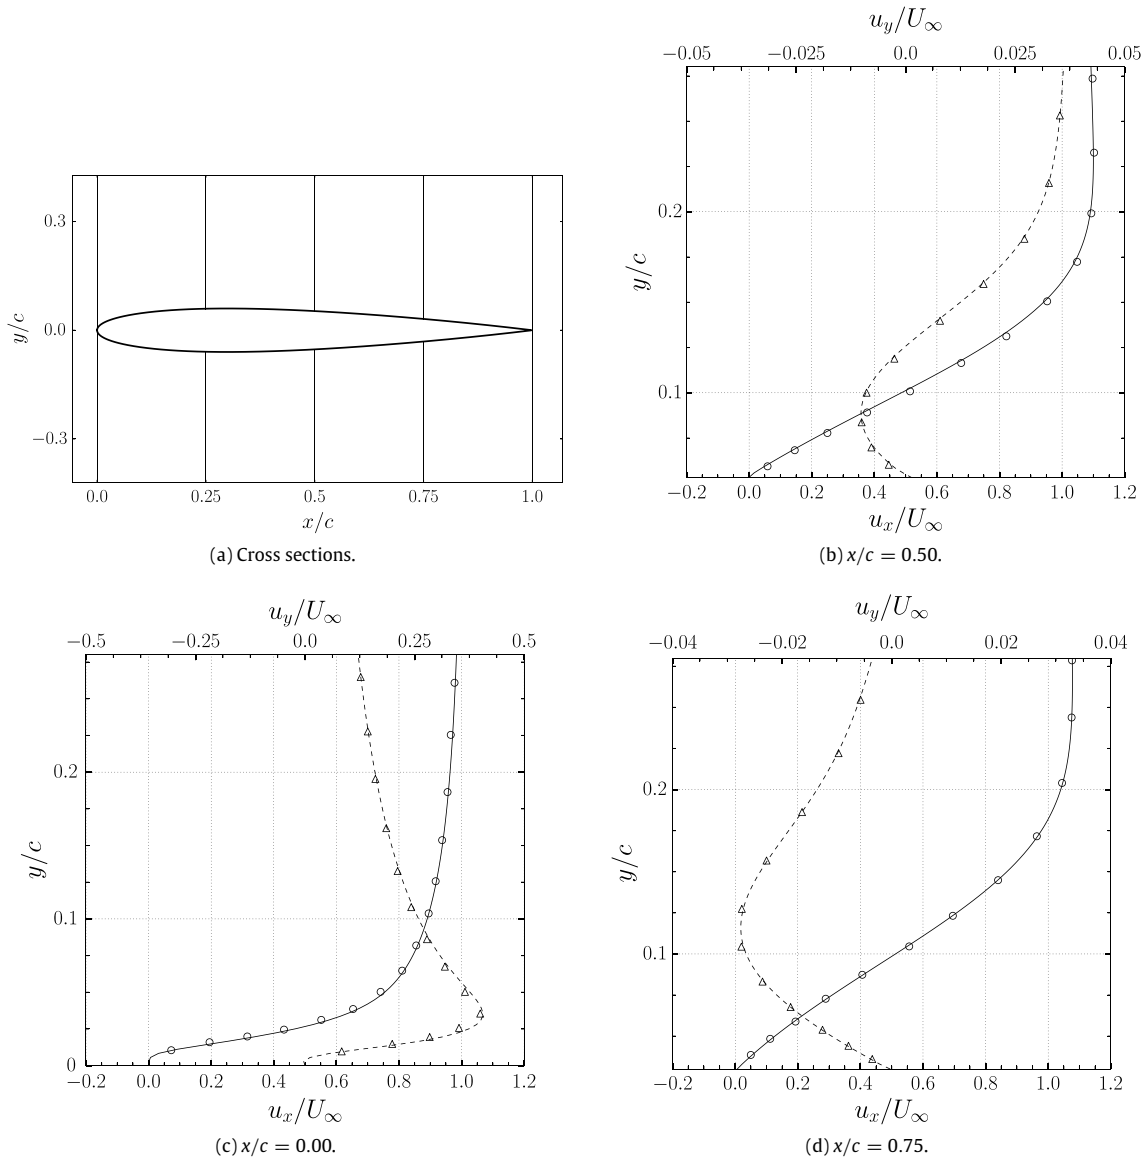 y/c
0.3
0.0
−0.3
0.0 0.25 0.5 0.75 1.0
x/c
(a) Cross sections.
u_y/U_∞
−0.05 −0.025 0.0 0.025 0.05
y/c
0.2
0.1
−0.2 0.0 0.2 0.4 0.6 0.8 1.0 1.2
u_x/U_∞
(b) x/c = 0.50.
u_y/U_∞
−0.5 −0.25 0.0 0.25 0.5
y/c
0.2
0.1
0
−0.2 0.0 0.2 0.4 0.6 0.8 1.0 1.2
u_x/U_∞
(c) x/c = 0.00.
u_y/U_∞
−0.04 −0.02 0.0 0.02 0.04
y/c
0.2
0.1
−0.2 0.0 0.2 0.4 0.6 0.8 1.0 1.2
u_x/U_∞
(d) x/c = 0.75.